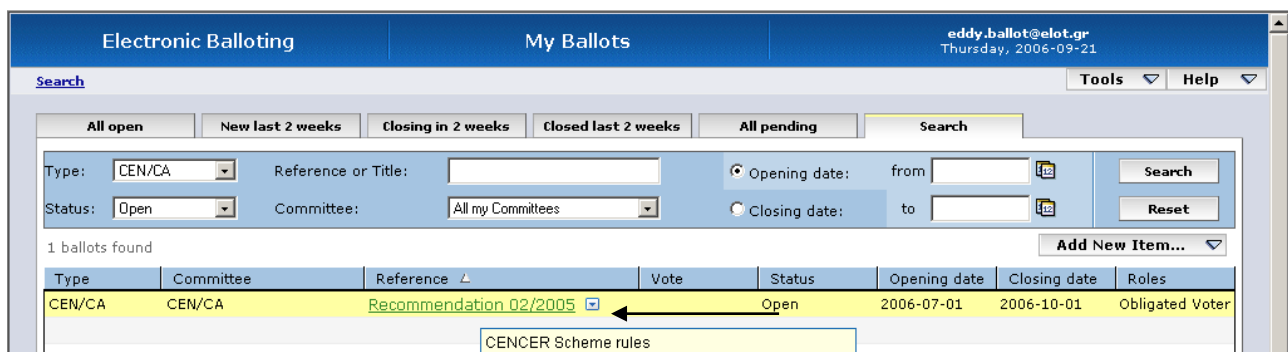 Electronic Balloting My Ballots eddy.ballot@elot.gr
Thursday, 2006-09-21
Search Tools Help
All open New last 2 weeks Closing in 2 weeks Closed last 2 weeks All pending Search
Type: CEN/CA Reference or Title: Opening date: from Search
Status: Open Committee: All my Committees Closing date: to Reset
1 ballots found Add New Item...
Type Committee Reference Vote Status Opening date Closing date Roles
CEN/CA CEN/CA Recommendation 02/2005 Open 2006-07-01 2006-10-01 Obligated Voter
CENCER Scheme rules